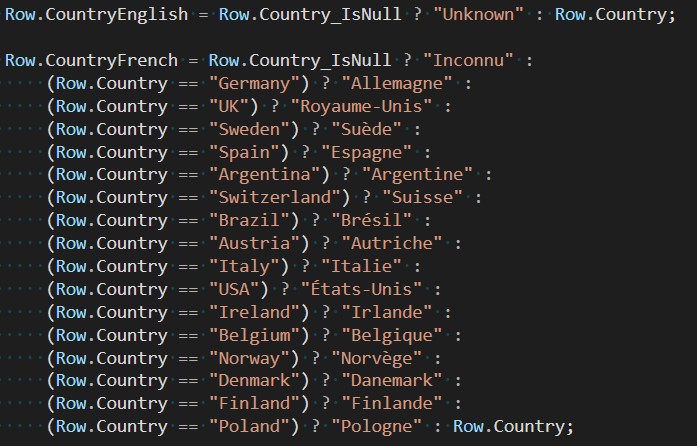 Row.CountryEnglish = Row.Country_IsNull ? "Unknown" : Row.Country;
Row.CountryFrench = Row.Country_IsNull ? "Inconnu" :
(Row.Country == "Germany") ? "Allemagne" :
(Row.Country == "UK") ? "Royaume-Unis" :
(Row.Country == "Sweden") ? "Suède" :
(Row.Country == "Spain") ? "Espagne" :
(Row.Country == "Argentina") ? "Argentine" :
(Row.Country == "Switzerland") ? "Suisse" :
(Row.Country == "Brazil") ? "Brésil" :
(Row.Country == "Austria") ? "Autriche" :
(Row.Country == "Italy") ? "Italie" :
(Row.Country == "USA") ? "États-Unis" :
(Row.Country == "Ireland") ? "Irlande" :
(Row.Country == "Belgium") ? "Belgique" :
(Row.Country == "Norway") ? "Norvège" :
(Row.Country == "Denmark") ? "Danemark" :
(Row.Country == "Finland") ? "Finlande" :
(Row.Country == "Poland") ? "Pologne" : Row.Country;